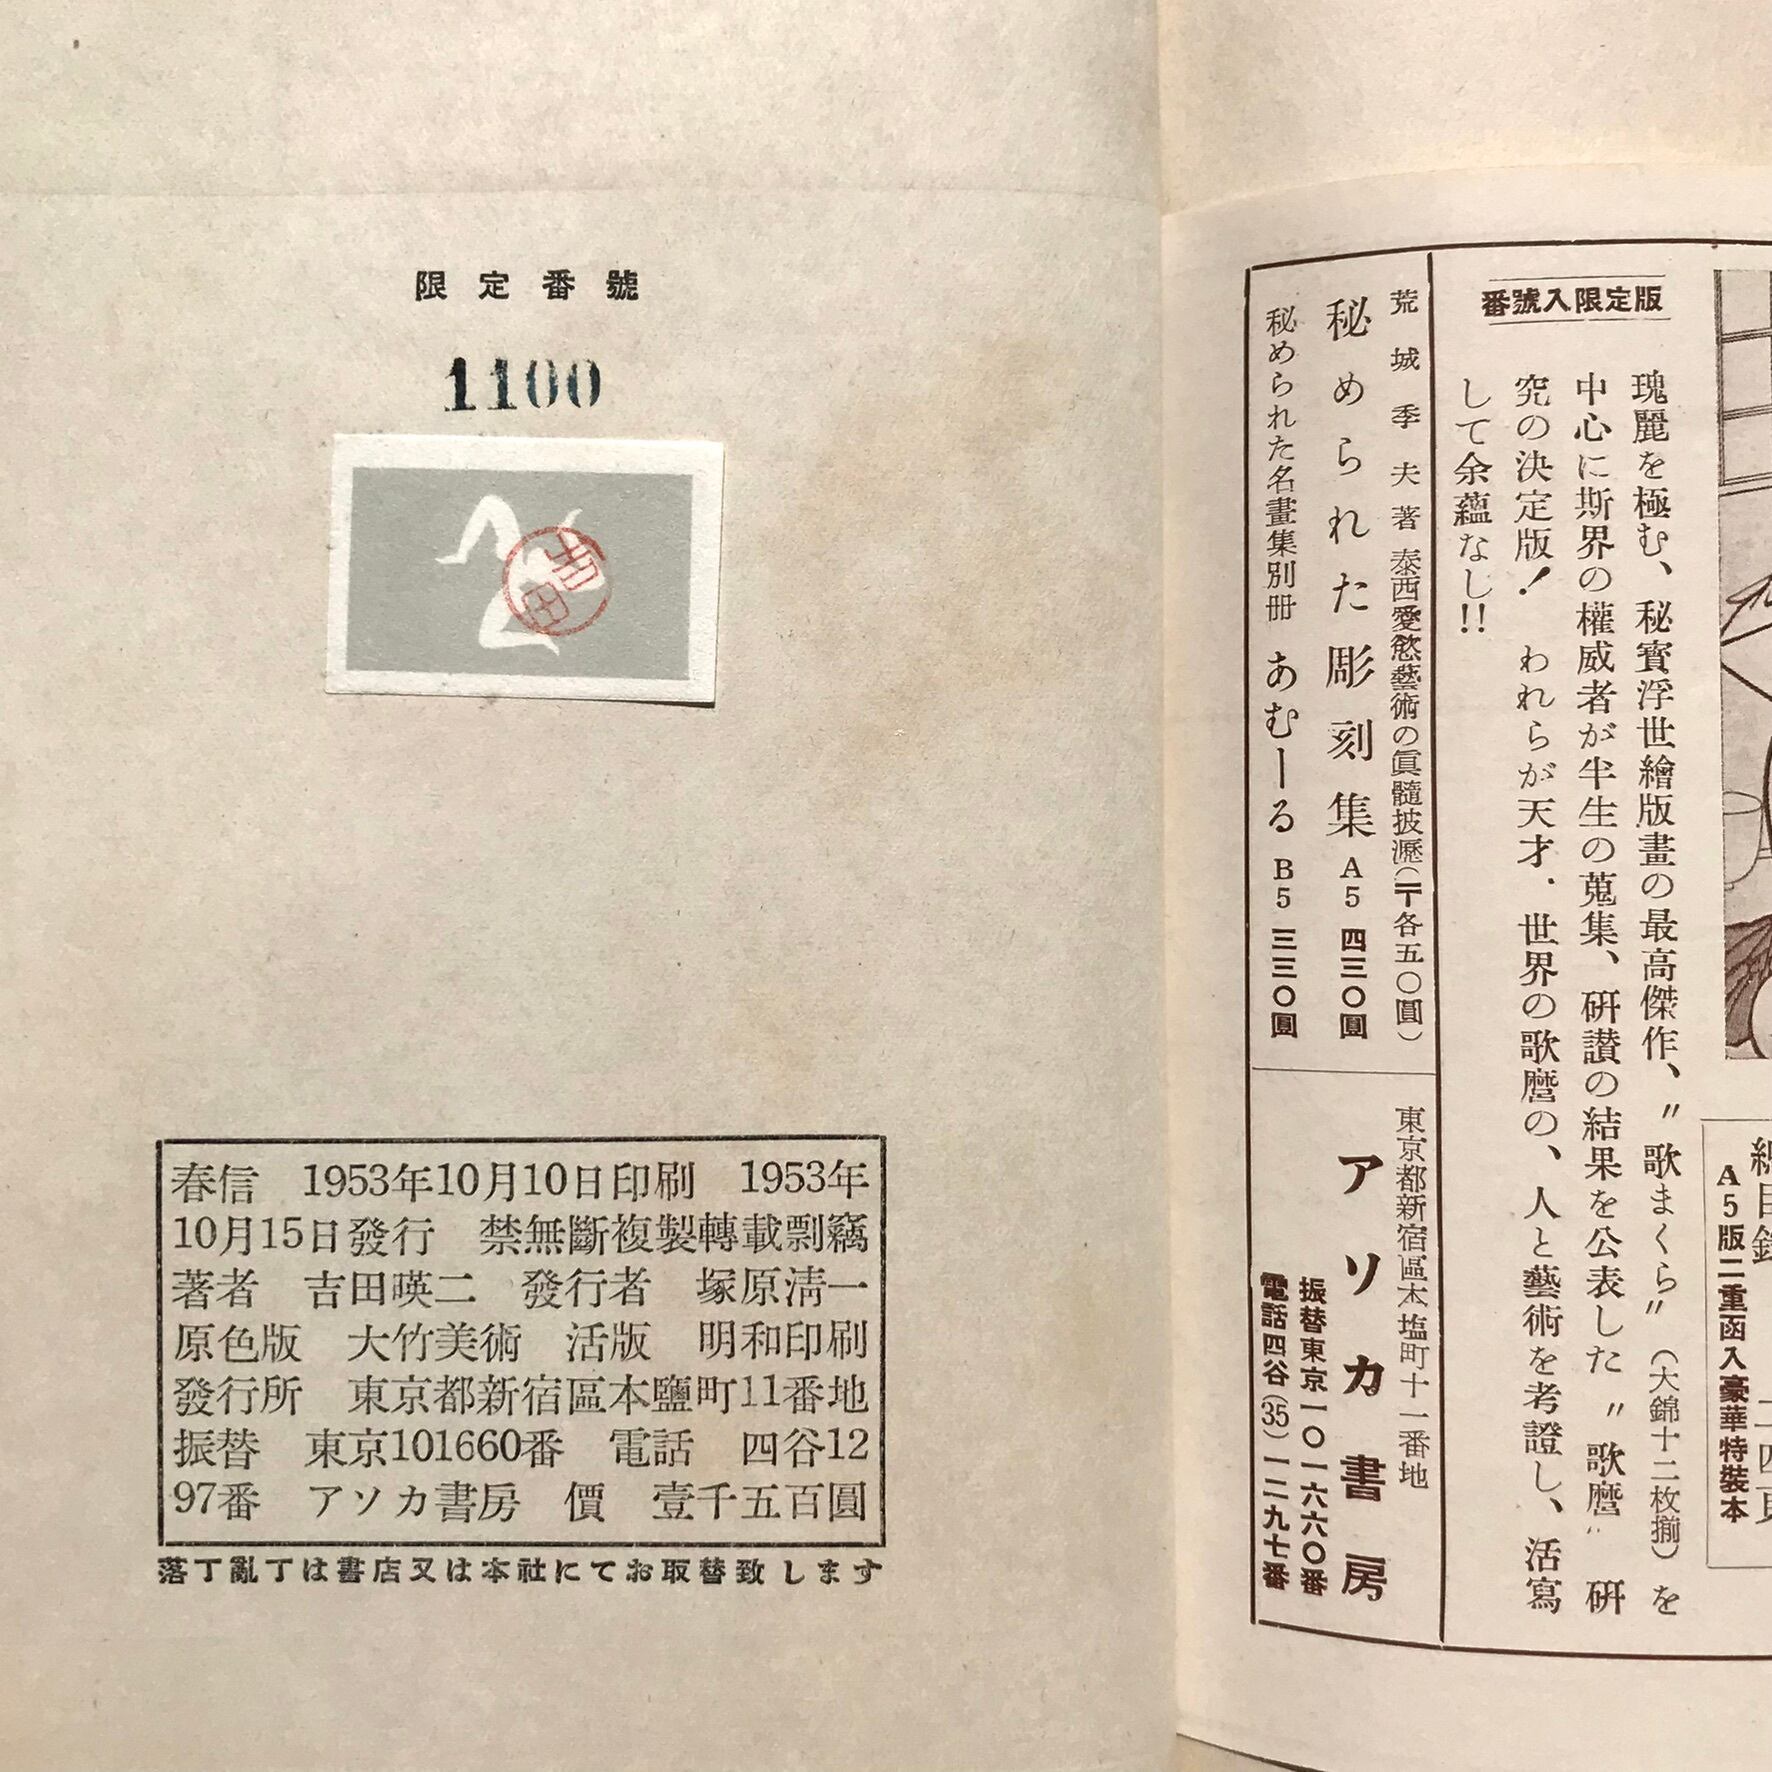 限定番號
1100
吉田
春信　1953年10月10日印刷　1953年
10月15日發行　禁無斷複製轉載剽竊
著者　吉田暎二　發行者　塚原淸一
原色版　大竹美術　活版　明和印刷
發行所　東京都新宿區本鹽町11番地
振替　東京101660番　電話　四谷12
97番　アソカ書房　價　壹千五百圓
落丁亂丁は書店又は本社にてお取替致します
A5版二重函入豪華特裝本
番號入限定版
瑰麗を極む、秘寶浮世繪版畫の最高傑作、〃歌まくら〃（大錦十二枚揃）を
中心に斯界の權威者が半生の蒐集、硏讃の結果を公表した〃歌麿〃硏
究の決定版！　われらが天才．世界の歌麿の、人と藝術を考證し、活寫
して余蘊なし!!
荒城季夫著　泰西愛慾藝術の眞髓披瀝（〒各五〇圓）
秘められた彫刻集　A5　四三〇圓
秘められた名畫集別冊　あむーる　B5　三三〇圓
東京都新宿區本塩町十一番地
アソカ書房
振替東京一〇一六六〇番
電話四谷(35)一二九七番